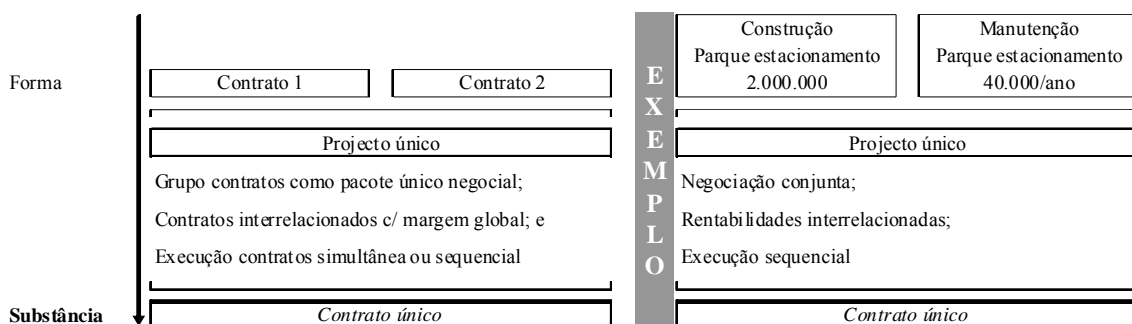 Forma
Contrato 1
Contrato 2
Projecto único
Grupo contratos como pacote único negocial;
Contratos interrelacionados c/ margem global; e
Execução contratos simultânea ou sequencial
Substância
Contrato único
EXEMPLO
Construção
Parque estacionamento
2.000.000
Manutenção
Parque estacionamento
40.000/ano
Projecto único
Negociação conjunta;
Rentabilidades interrelacionadas;
Execução sequencial
Contrato único